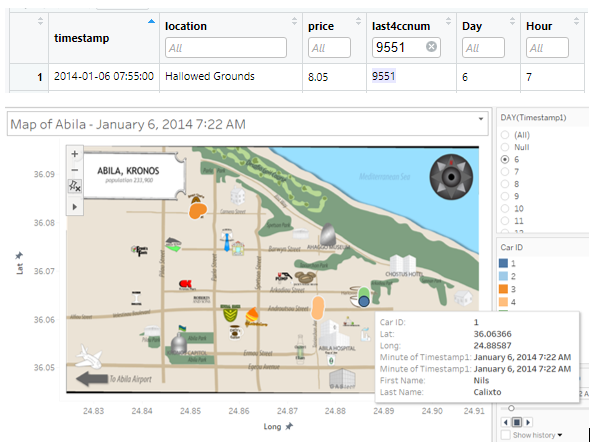 timestamp location price last4ccnum Day Hour
All All 9551 All All
1 2014-01-06 07:55:00 Hallowed Grounds 8.05 9551 6 7
Map of Abila - January 6, 2014 7:22 AM
DAY(Timestamp1)
(All)
Null
6
7
8
9
10
11
12
Car ID
1
2
3
4
ABILA, KRONOS
population 231,900
Mediterranean Sea
CHOSTUS HOTEL
ABILA HOSPITAL
CAPITOL
To Abila Airport
Lat
36.09
36.08
36.07
36.06
36.05
24.83 24.84 24.85 24.86 24.87 24.88 24.89 24.90 24.91
Long
Car ID: 1
Lat: 36.06366
Long: 24.88587
Minute of Timestamp1: January 6, 2014 7:22 AM
Minute of Timestamp1: January 6, 2014 7:22 AM
First Name: Nils
Last Name: Calixto
Show history